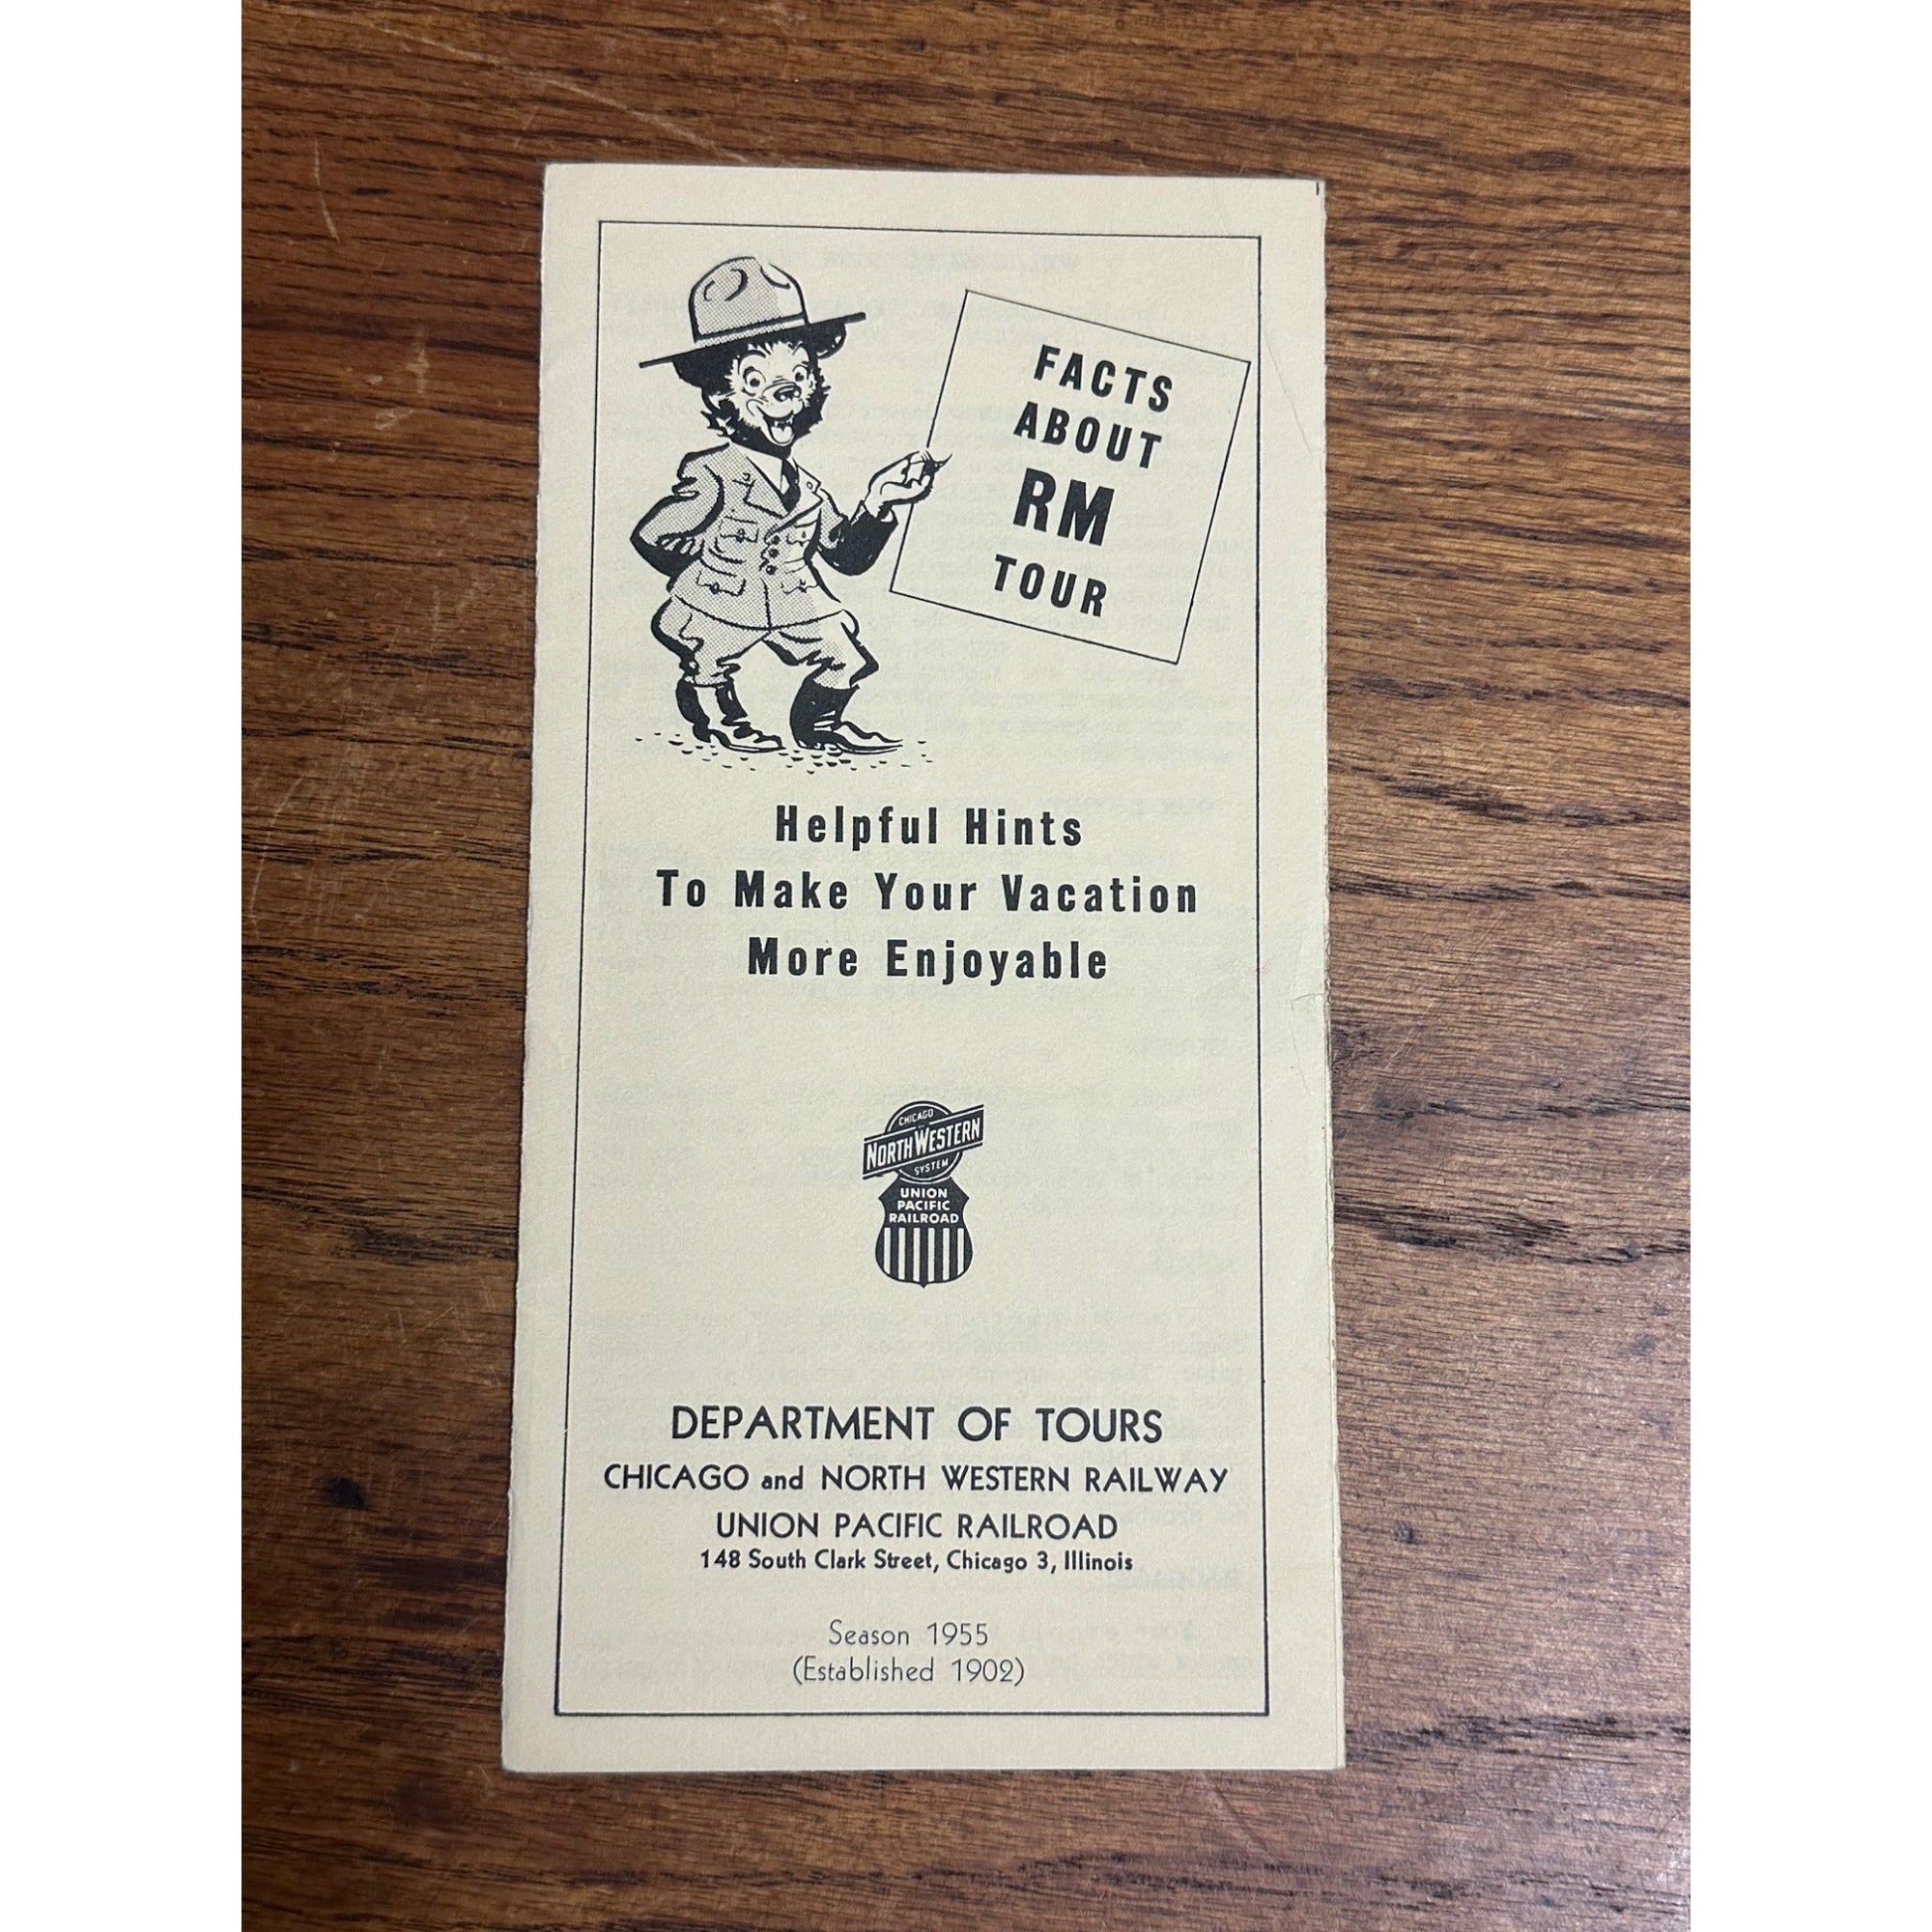 FACTS
ABOUT
RM
TOUR
Helpful Hints
To Make Your Vacation
More Enjoyable
CHICAGO
NORTH WESTERN
SYSTEM
UNION
PACIFIC
RAILROAD
DEPARTMENT OF TOURS
CHICAGO and NORTH WESTERN RAILWAY
UNION PACIFIC RAILROAD
148 South Clark Street, Chicago 3, Illinois
Season 1955
(Established 1902)